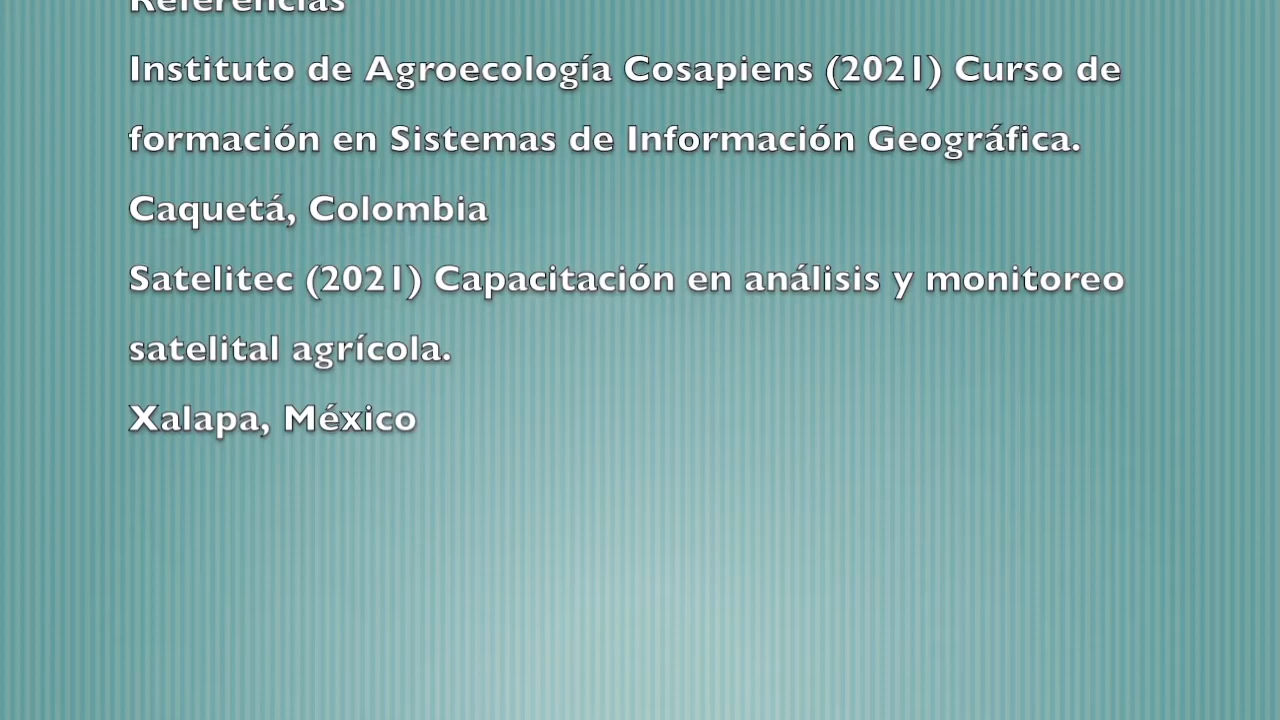 Referencias
Instituto de Agroecología Cosapiens (2021) Curso de
formación en Sistemas de Información Geográfica.
Caquetá, Colombia
Satelitec (2021) Capacitación en análisis y monitoreo
satelital agrícola.
Xalapa, México